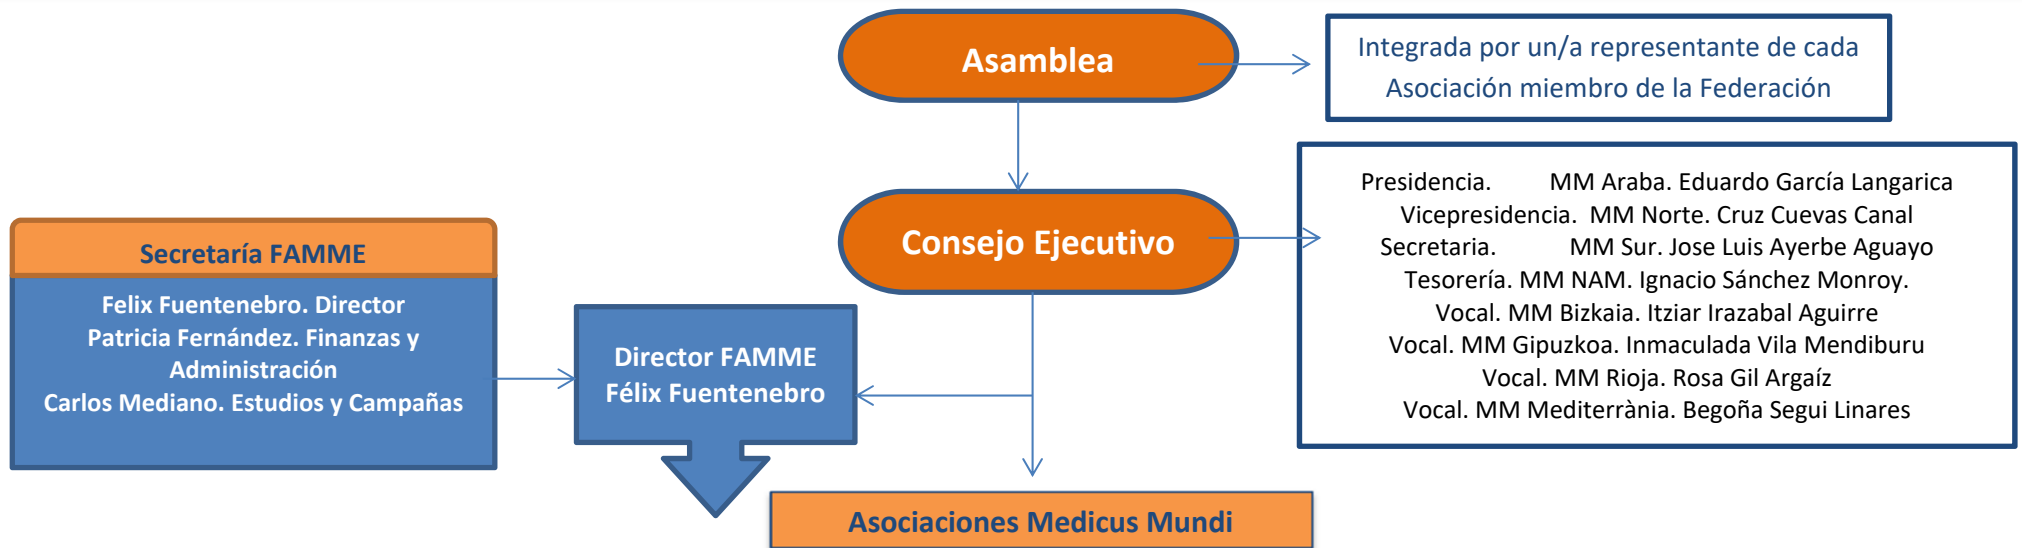 Asamblea
Integrada por un/a representante de cada
Asociación miembro de la Federación
Consejo Ejecutivo
Presidencia. MM Araba. Eduardo García Langarica
Vicepresidencia. MM Norte. Cruz Cuevas Canal
Secretaria. MM Sur. Jose Luis Ayerbe Aguayo
Tesorería. MM NAM. Ignacio Sánchez Monroy.
Vocal. MM Bizkaia. Itziar Irazabal Aguirre
Vocal. MM Gipuzkoa. Inmaculada Vila Mendiburu
Vocal. MM Rioja. Rosa Gil Argaíz
Vocal. MM Mediterrània. Begoña Segui Linares
Secretaría FAMME
Felix Fuentenebro. Director
Patricia Fernández. Finanzas y
Administración
Carlos Mediano. Estudios y Campañas
Director FAMME
Félix Fuentenebro
Asociaciones Medicus Mundi